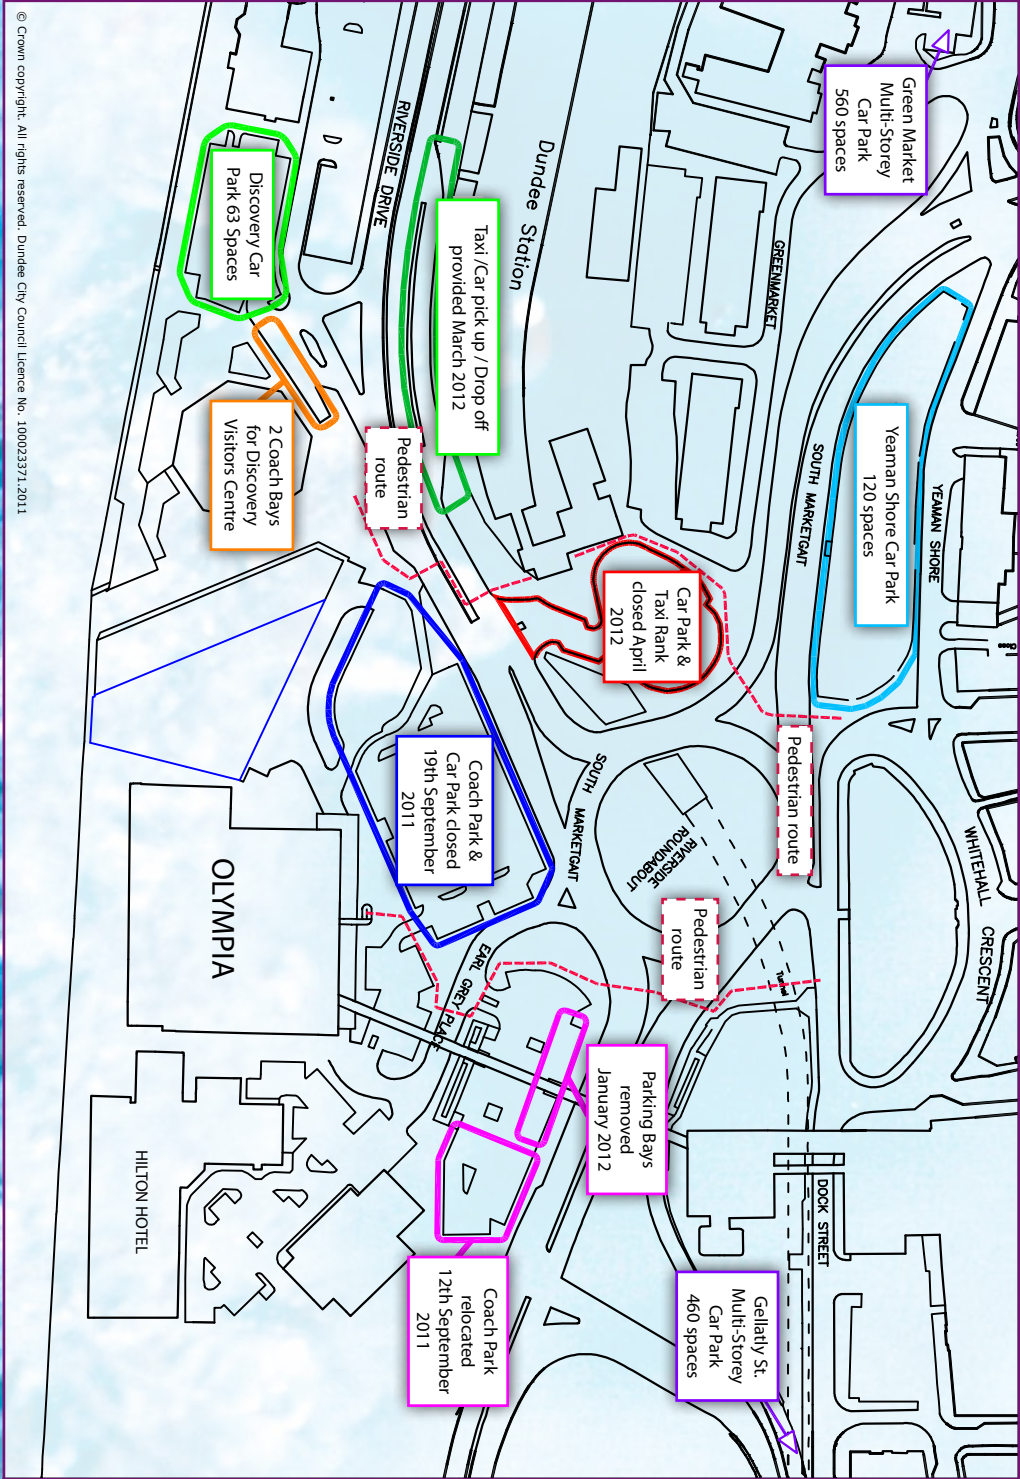 Green Market
Multi-Storey
Car Park
560 spaces
Yeaman Shore Car Park
120 spaces
YEAMAN SHORE
SOUTH MARKETGAIT
GREENMARKET
Dundee Station
RIVERSIDE DRIVE
Taxi /Car pick up / Drop off
provided March 2012
Discovery Car
Park 63 Spaces
2 Coach Bays
for Discovery
Visitors Centre
Pedestrian
route
Car Park &
Taxi Rank
closed April
2012
Pedestrian route
WHITEHALL CRESCENT
RIVERSIDE
ROUNDABOUT
SOUTH MARKETGAIT
Coach Park &
Car Park closed
19th September
2011
Pedestrian
route
Tunnel
EARL GREY PLACE
OLYMPIA
Parking Bays
removed
January 2012
DOCK STREET
HILTON HOTEL
Coach Park
relocated
12th September
2011
Gellatly St.
Multi-Storey
Car Park
460 spaces
© Crown copyright. All rights reserved. Dundee City Council Licence No. 100023371.2011